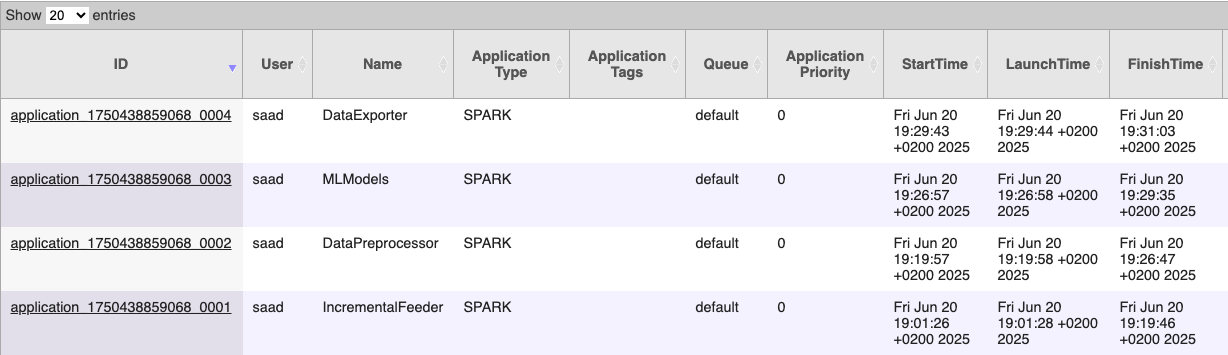 Show 20 entries
ID User Name Application Type Application Tags Queue Application Priority StartTime LaunchTime FinishTime
application_1750438859068_0004 saad DataExporter SPARK default 0 Fri Jun 20 19:29:43 +0200 2025 Fri Jun 20 19:29:44 +0200 2025 Fri Jun 20 19:31:03 +0200 2025
application_1750438859068_0003 saad MLModels SPARK default 0 Fri Jun 20 19:26:57 +0200 2025 Fri Jun 20 19:26:58 +0200 2025 Fri Jun 20 19:29:35 +0200 2025
application_1750438859068_0002 saad DataPreprocessor SPARK default 0 Fri Jun 20 19:19:57 +0200 2025 Fri Jun 20 19:19:58 +0200 2025 Fri Jun 20 19:26:47 +0200 2025
application_1750438859068_0001 saad IncrementalFeeder SPARK default 0 Fri Jun 20 19:01:26 +0200 2025 Fri Jun 20 19:01:28 +0200 2025 Fri Jun 20 19:19:46 +0200 2025